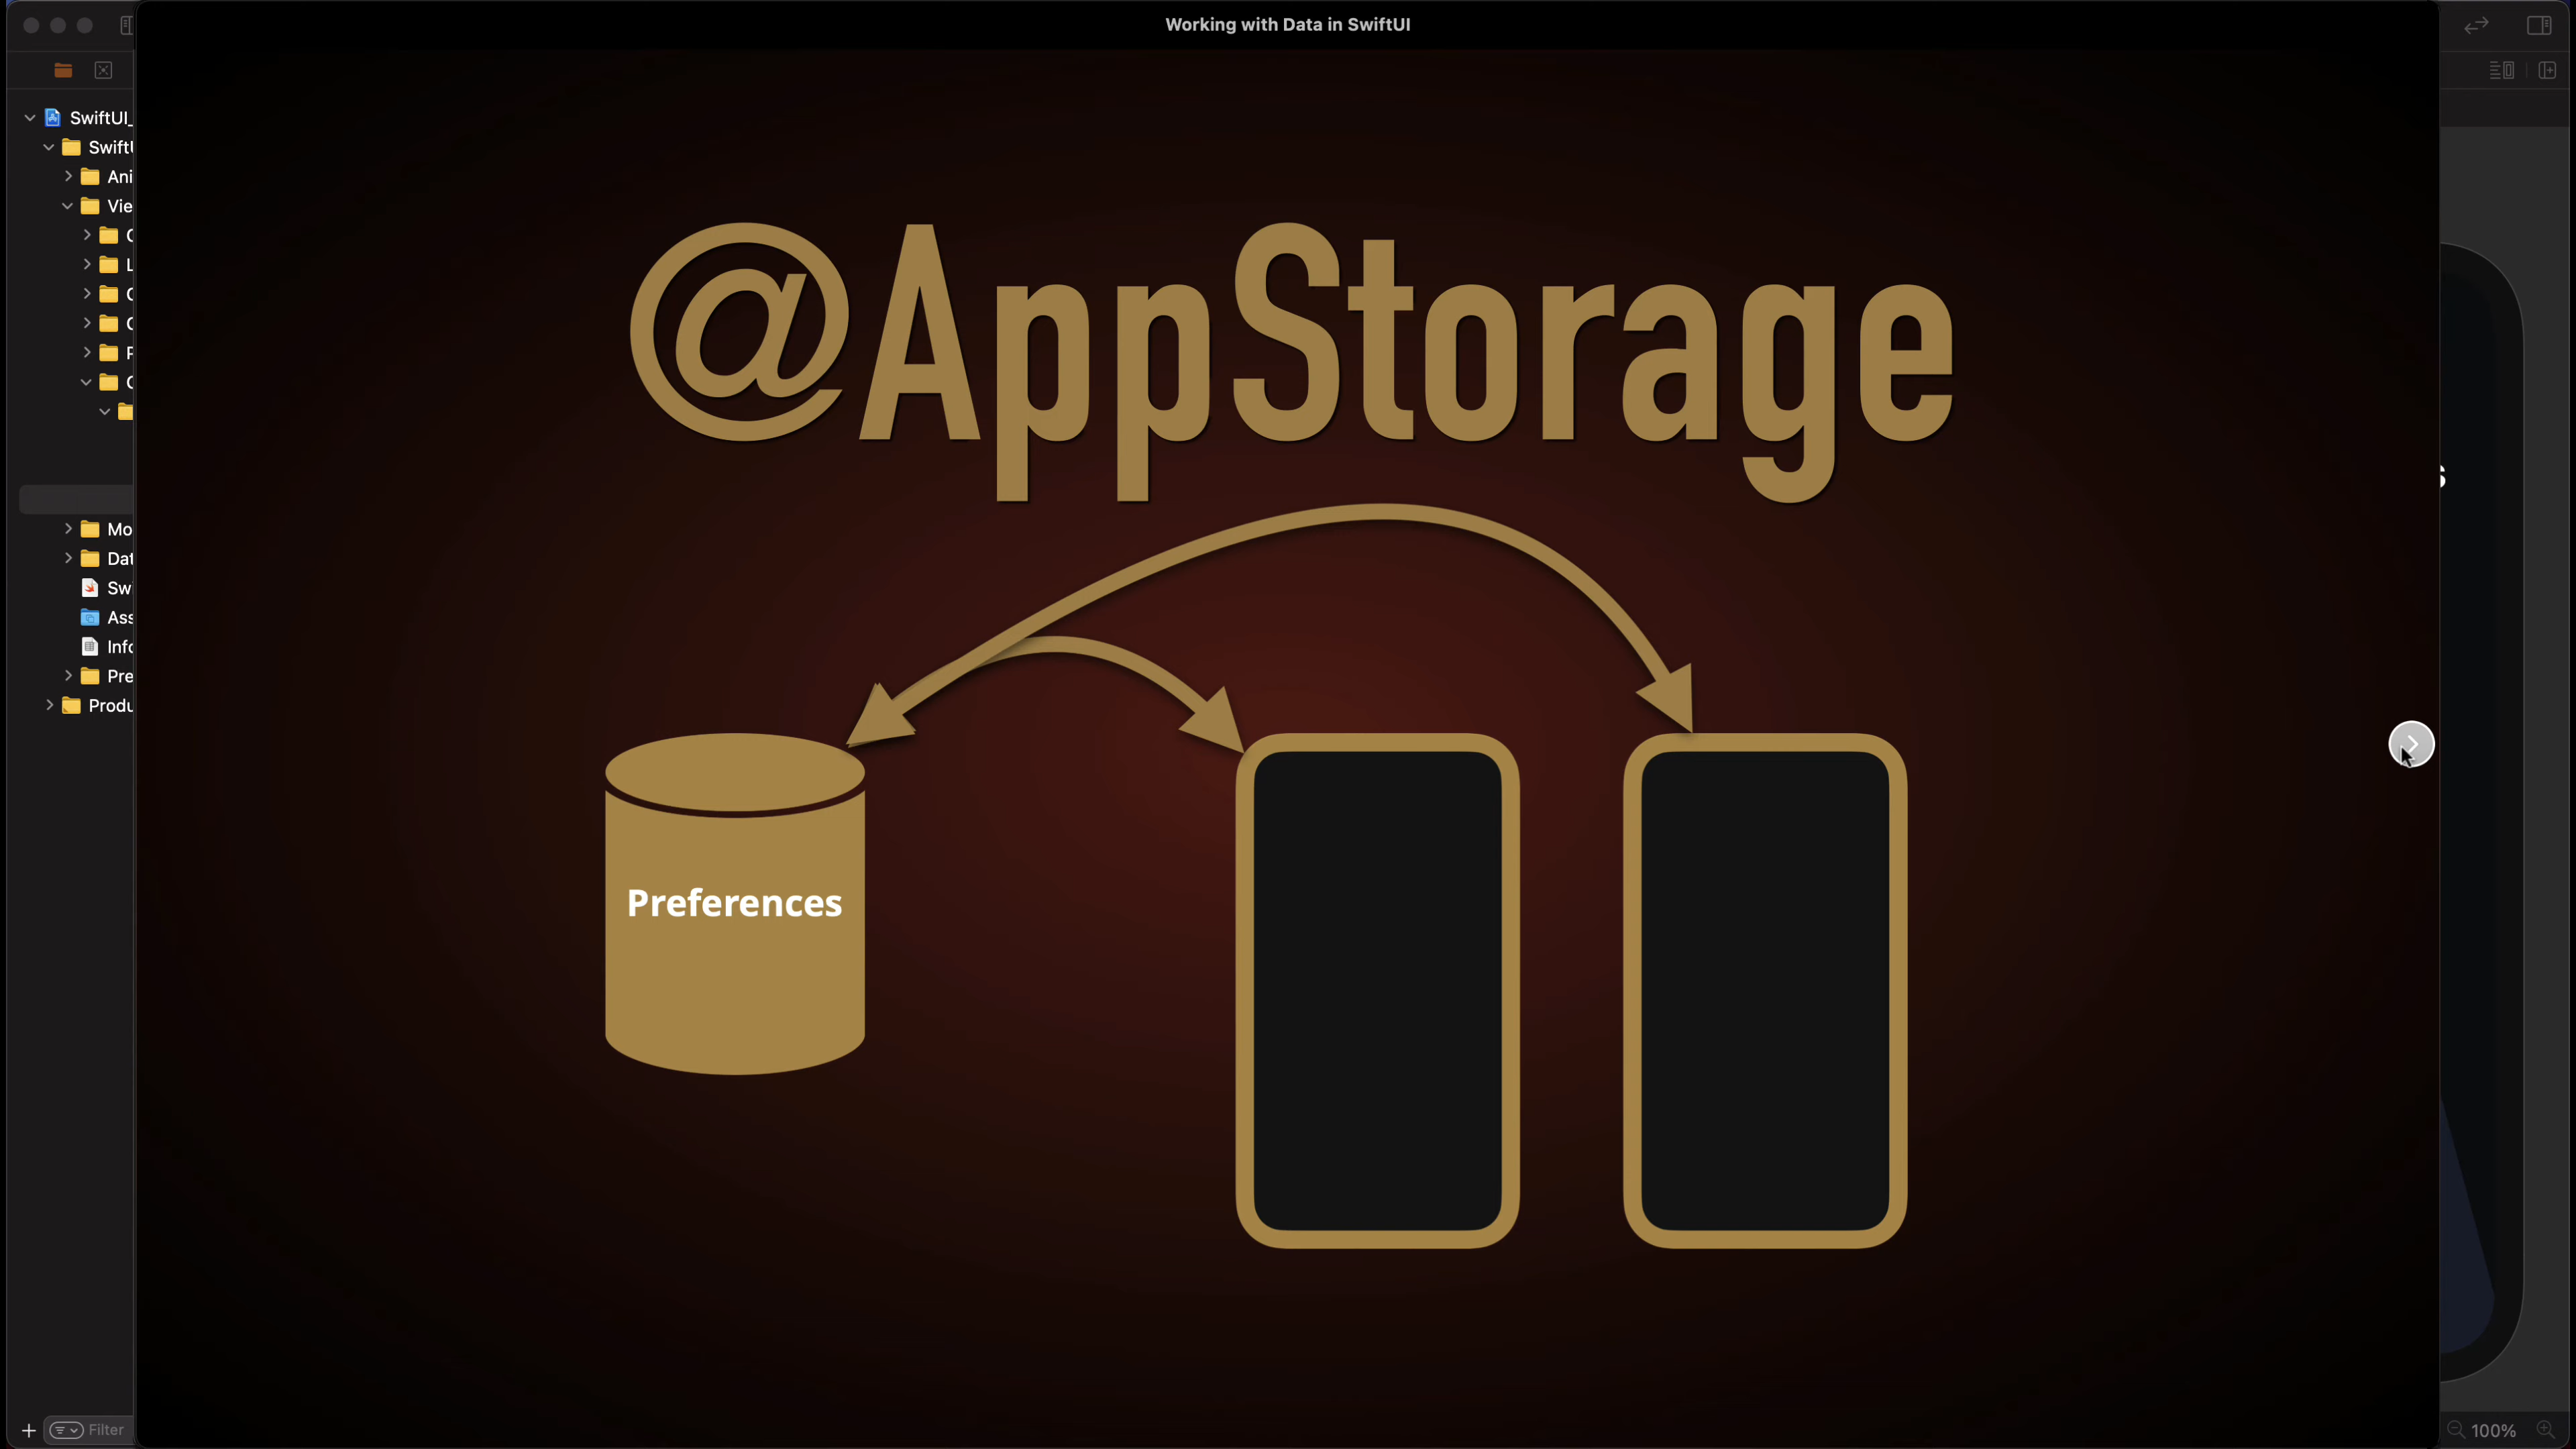 Working with Data in SwiftUI
SwiftUI_
SwiftU
Ani
Vie
Mo
Dat
Sw
Ass
Info
Pre
Produ
Filter
@AppStorage
Preferences
s
100%